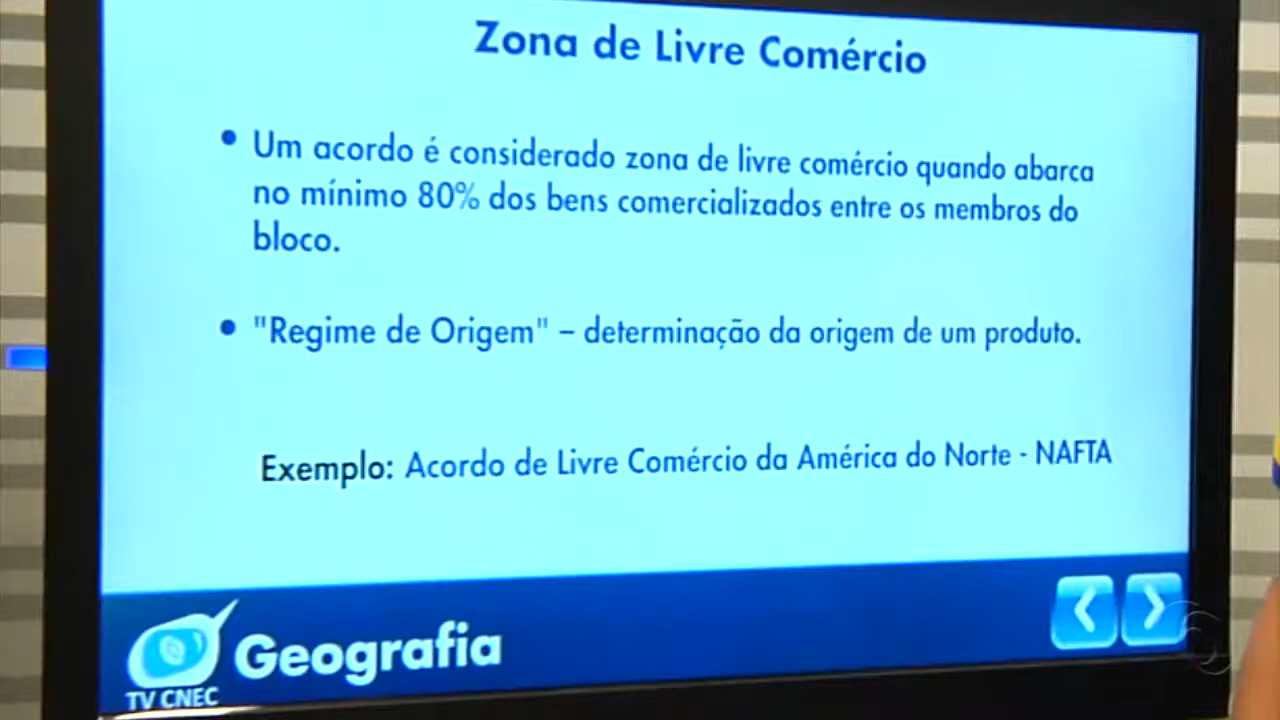 Zona de Livre Comércio
• Um acordo é considerado zona de livre comércio quando abarca
no mínimo 80% dos bens comercializados entre os membros do
bloco.
• "Regime de Origem" – determinação da origem de um produto.
Exemplo: Acordo de Livre Comércio da América do Norte - NAFTA
Geografia
TV CNEC